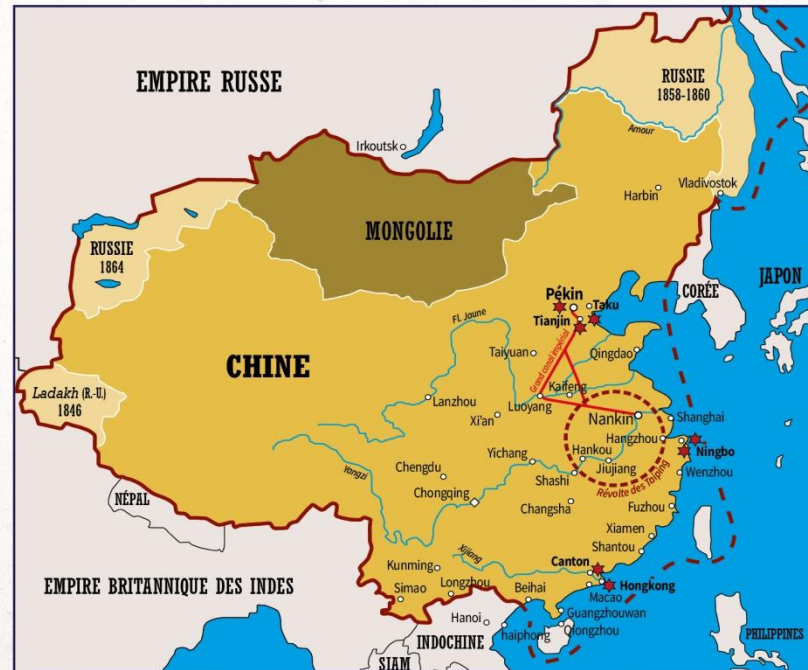 EMPIRE RUSSE
RUSSIE
1858-1860
Amour
Irkoutsk
Harbin
Vladivostok
MONGOLIE
RUSSIE
1864
Pékin
Taku
Tianjin
CORÉE
JAPON
Fl. Jaune
Grand canal impérial
Taiyuan
Qingdao
CHINE
Ladakh (R.-U.)
1846
Lanzhou
Luoyang
Kaifeng
Xi'an
Nankin
Shanghai
Hangzhou
Ningbo
Hankou
Yichang
Jiujiang
Wenzhou
Chengdu
Yangzi
Shashi
Révolte des Taiping
Chongqing
Changsha
Fuzhou
NÉPAL
Xiamen
Shantou
Xijiang
Canton
Kunming
Hongkong
Longzhou
Beihai
Macao
Simao
EMPIRE BRITANNIQUE DES INDES
Guangzhouwan
Hanoi
Qiongzhou
haiphong
INDOCHINE
PHILIPPINES
SIAM